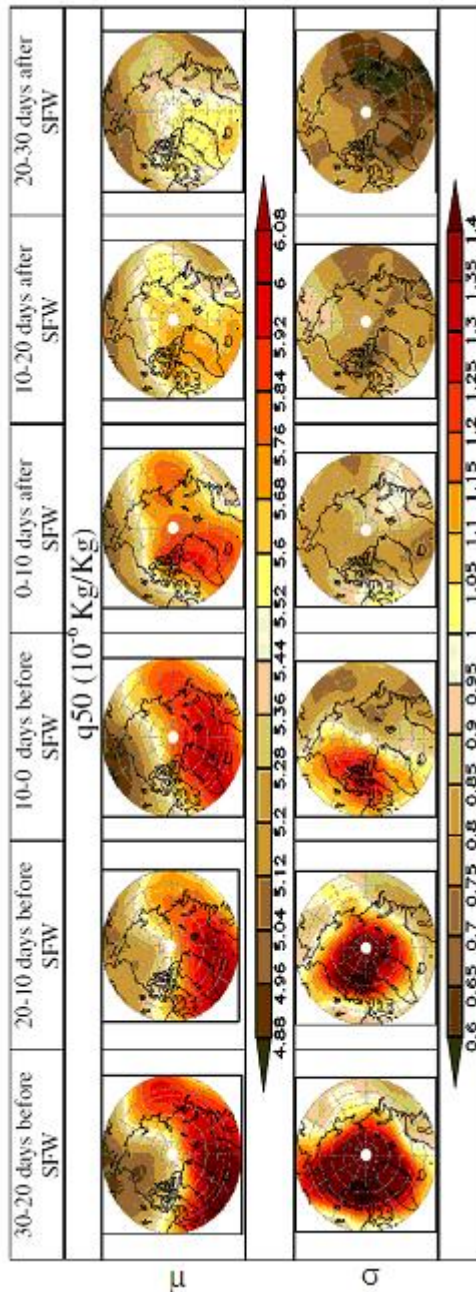 30-20 days before SFW
20-10 days before SFW
10-0 days before SFW
0-10 days after SFW
10-20 days after SFW
20-30 days after SFW
q50 (10⁻⁶ Kg/Kg)
μ
4.88 4.96 5.04 5.12 5.2 5.28 5.36 5.44 5.52 5.6 5.68 5.76 5.84 5.92 6 6.08
σ
0.6 0.65 0.7 0.75 0.8 0.85 0.9 0.95 1.05 1.1 1.15 1.2 1.25 1.3 1.35 1.4